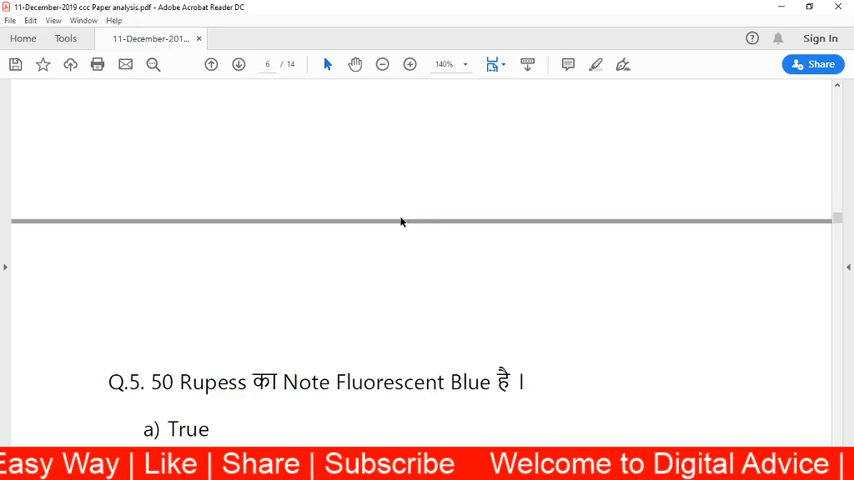 11-December-2019 ccc Paper analysis.pdf - Adobe Acrobat Reader DC
File Edit View Window Help
Home Tools 11-December-201... × ? Sign In
6 / 14 140% Share
Q.5. 50 Rupess का Note Fluorescent Blue है ।
a) True
Easy Way | Like | Share | Subscribe Welcome to Digital Advice |